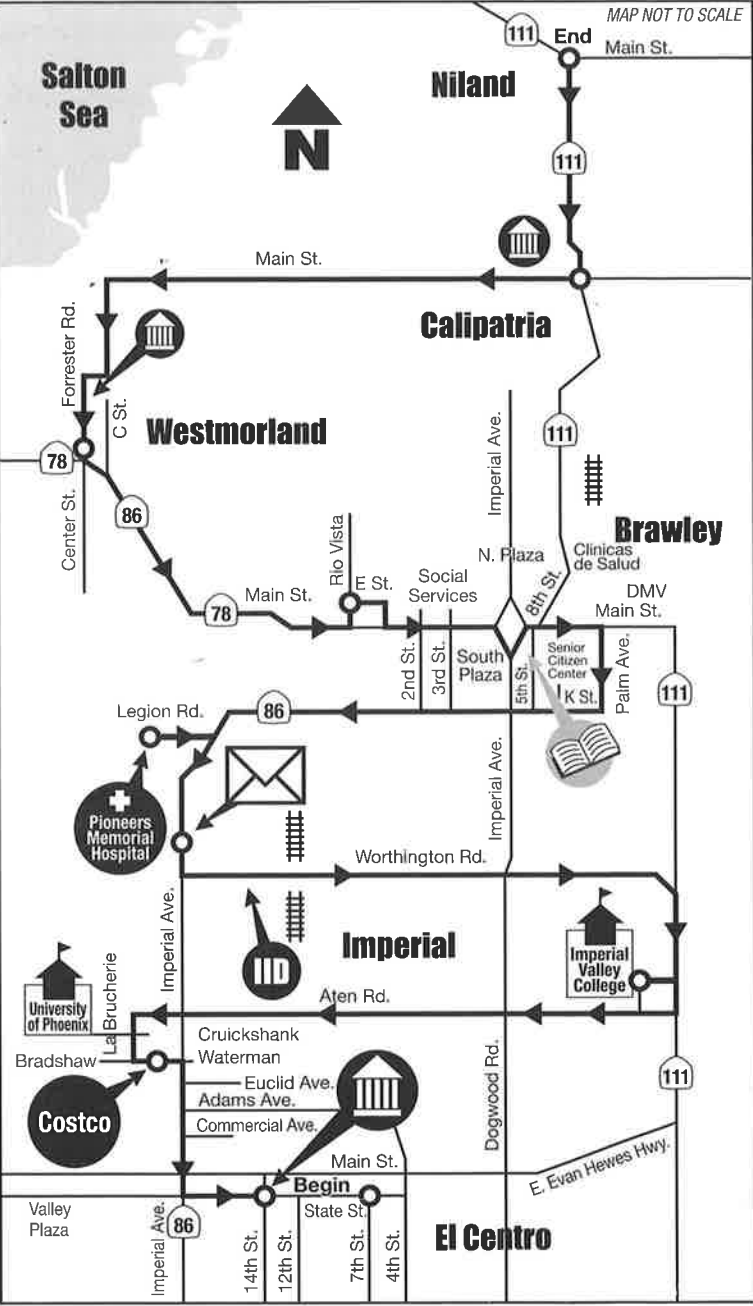 MAP NOT TO SCALE
111
End
Main St.
Salton
Sea
Niland
N
111
Main St.
Calipatria
Forrester Rd.
C St.
Westmorland
Imperial Ave.
111
78
Center St.
86
Brawley
Rio Vista
N. Plaza
Clinicas
de Salud
8th St.
Main St.
78
E St.
Social
Services
DMV
Main St.
2nd St.
3rd St.
South
Plaza
5th St.
Senior
Citizen
Center
K St.
Palm Ave.
111
Legion Rd.
86
Imperial Ave.
Pioneers
Memorial
Hospital
Worthington Rd.
Imperial Ave.
IID
Imperial
Imperial
Valley
College
University
of Phoenix
La Brucherie
Aten Rd.
Cruickshank
Bradshaw
Waterman
Euclid Ave.
Adams Ave.
Commercial Ave.
Costco
Dogwood Rd.
111
Main St.
E. Evan Hewes Hwy.
Begin
Valley
Plaza
State St.
Imperial Ave.
86
14th St.
12th St.
7th St.
4th St.
El Centro